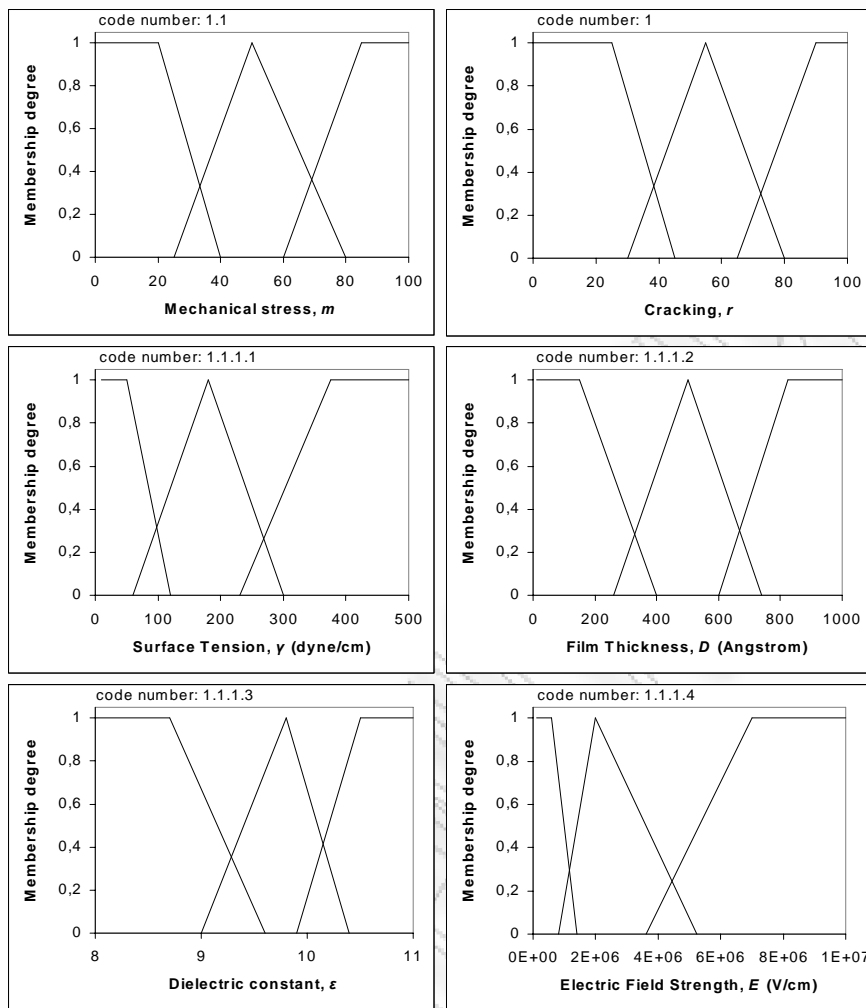 code number: 1.1
Membership degree
1
0,8
0,6
0,4
0,2
0
0 20 40 60 80 100
Mechanical stress, m
code number: 1
Membership degree
1
0,8
0,6
0,4
0,2
0
0 20 40 60 80 100
Cracking, r
code number: 1.1.1.1
Membership degree
1
0,8
0,6
0,4
0,2
0
0 100 200 300 400 500
Surface Tension, γ (dyne/cm)
code number: 1.1.1.2
Membership degree
1
0,8
0,6
0,4
0,2
0
0 200 400 600 800 1000
Film Thickness, D (Angstrom)
code number: 1.1.1.3
Membership degree
1
0,8
0,6
0,4
0,2
0
8 9 10 11
Dielectric constant, ε
code number: 1.1.1.4
Membership degree
1
0,8
0,6
0,4
0,2
0
0E+00 2E+06 4E+06 6E+06 8E+06 1E+07
Electric Field Strength, E (V/cm)